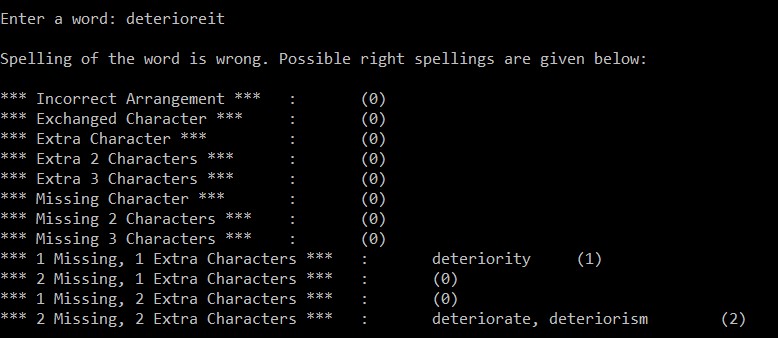 Enter a word: deterioreit
Spelling of the word is wrong. Possible right spellings are given below:
*** Incorrect Arrangement *** : (0)
*** Exchanged Character *** : (0)
*** Extra Character *** : (0)
*** Extra 2 Characters *** : (0)
*** Extra 3 Characters *** : (0)
*** Missing Character *** : (0)
*** Missing 2 Characters *** : (0)
*** Missing 3 Characters *** : (0)
*** 1 Missing, 1 Extra Characters *** : deteriority (1)
*** 2 Missing, 1 Extra Characters *** : (0)
*** 1 Missing, 2 Extra Characters *** : (0)
*** 2 Missing, 2 Extra Characters *** : deteriorate, deteriorism (2)